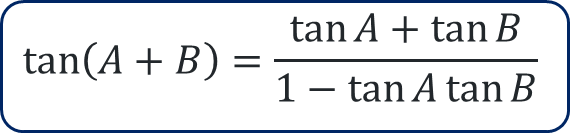 tan(A + B) = (tan A + tan B) / (1 − tan A tan B)